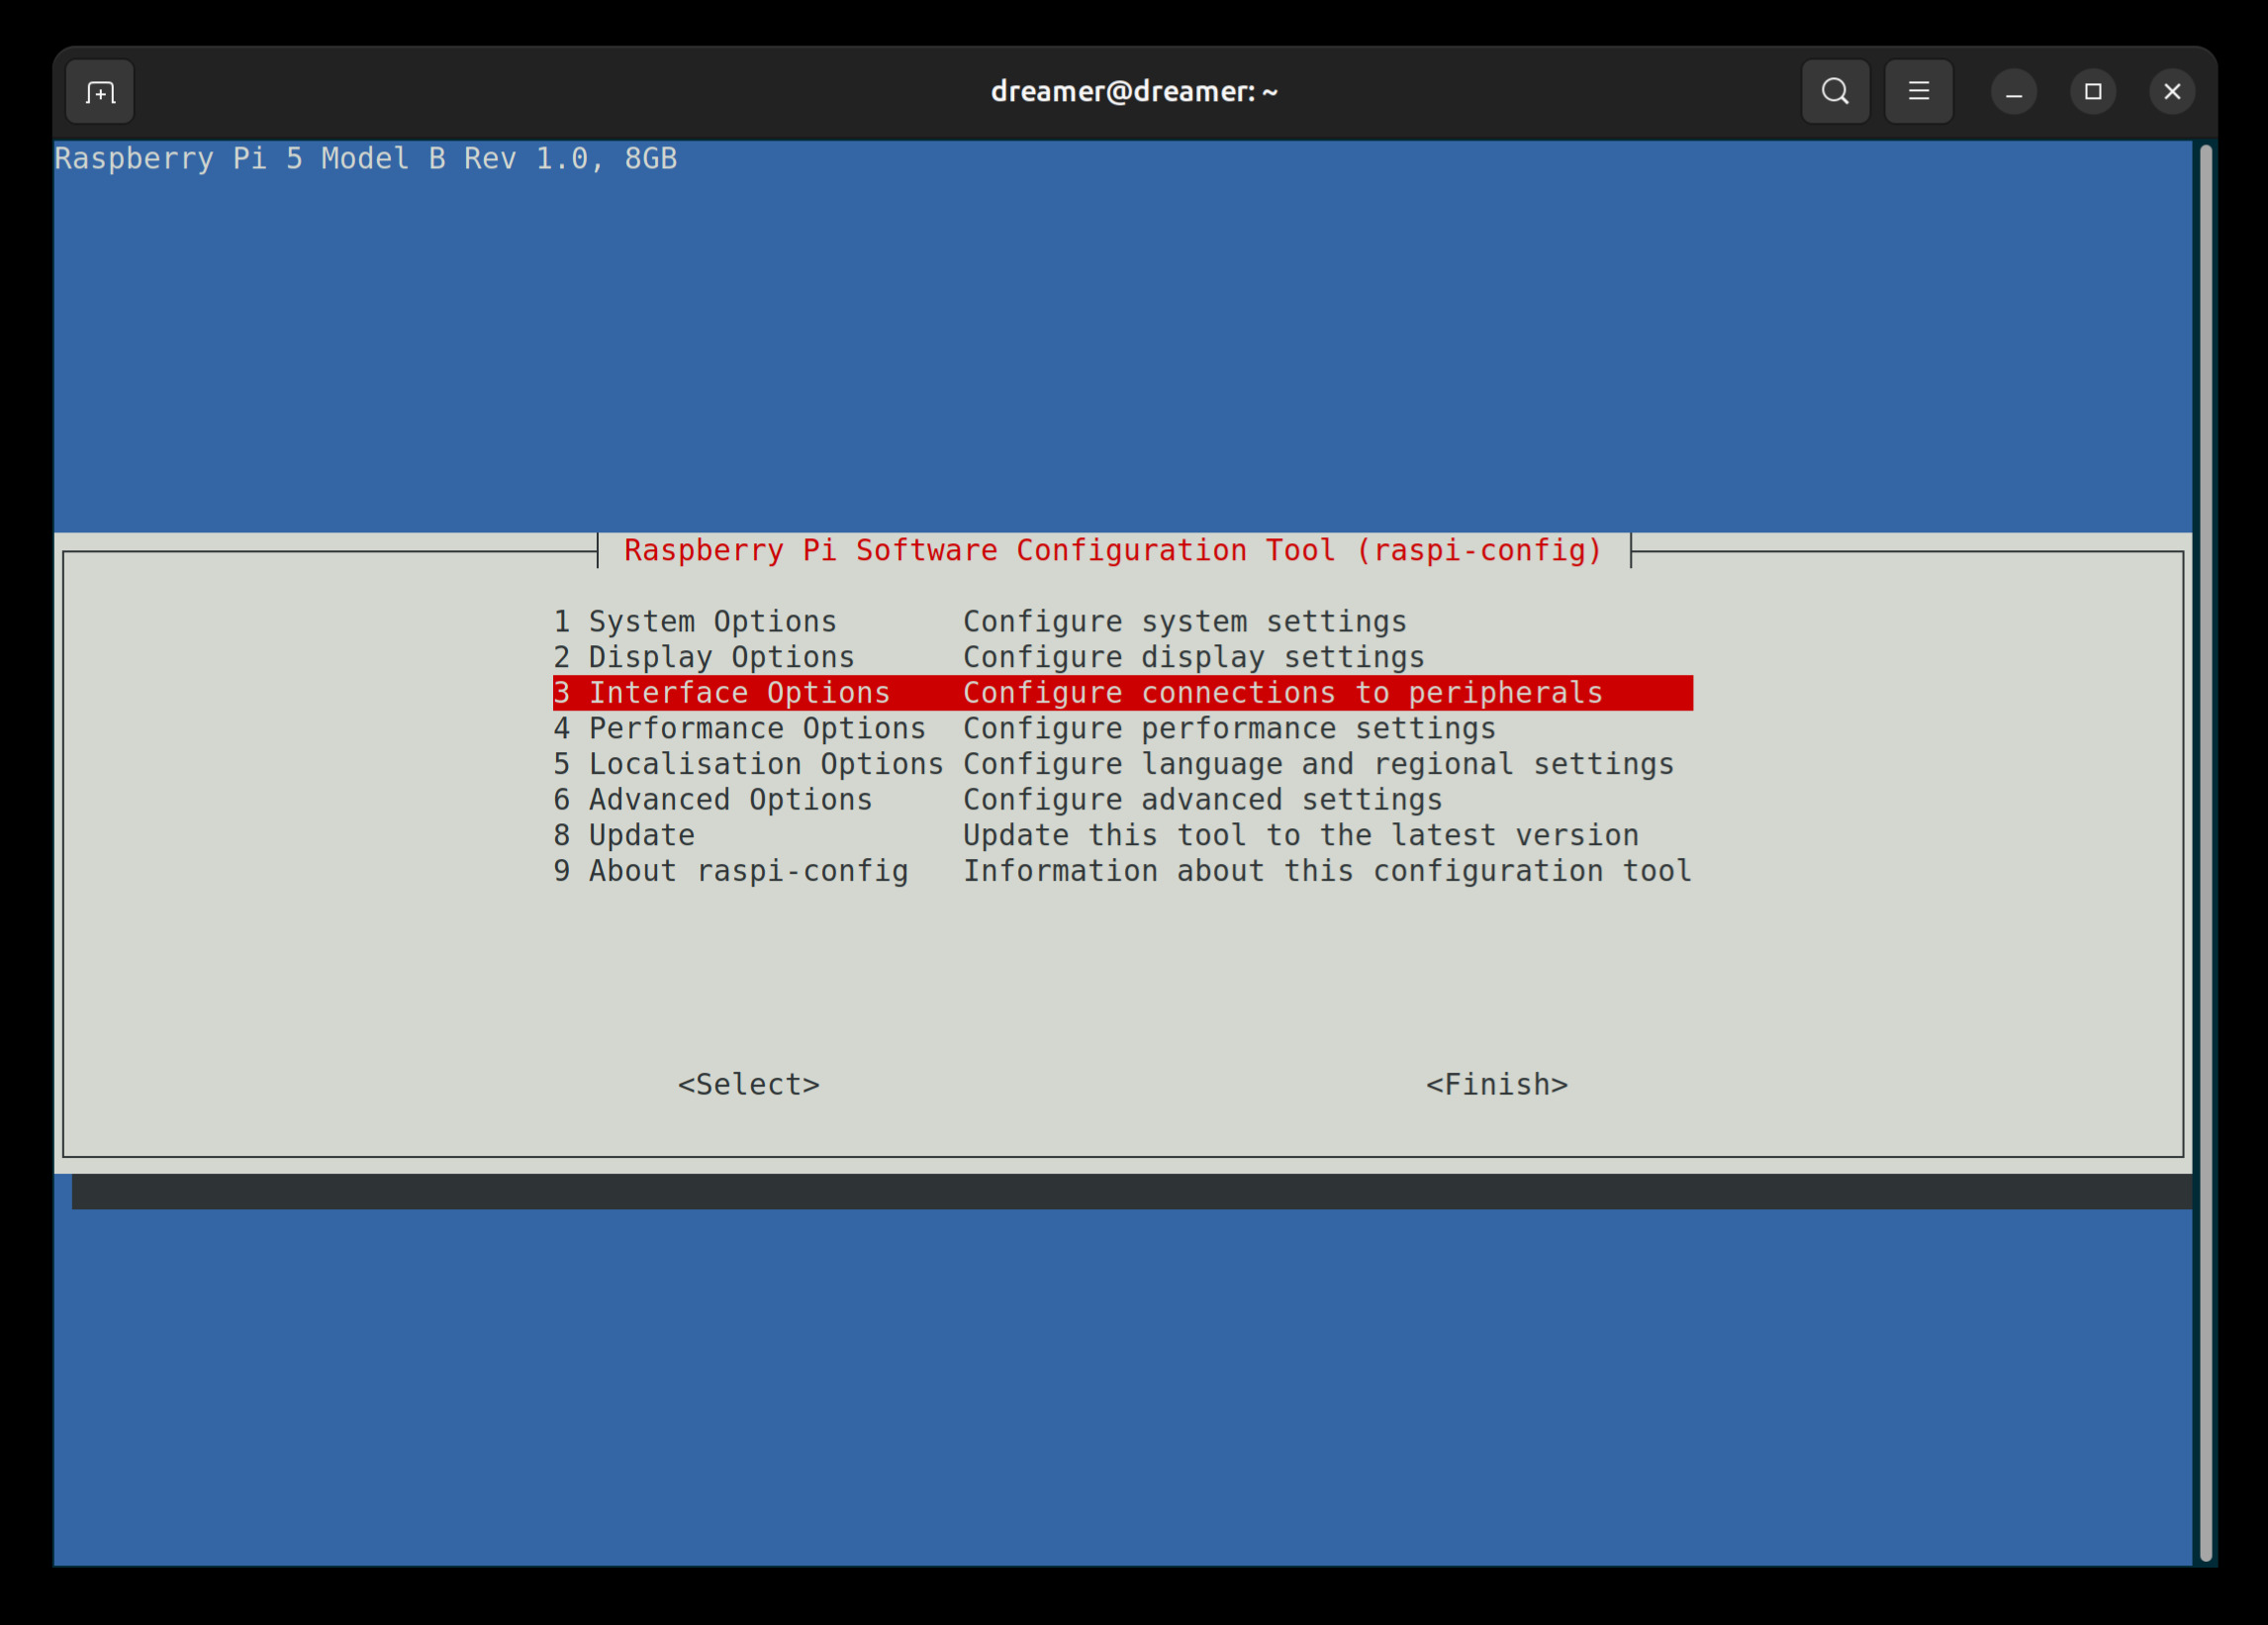 dreamer@dreamer: ~
Raspberry Pi 5 Model B Rev 1.0, 8GB
Raspberry Pi Software Configuration Tool (raspi-config)
1 System Options       Configure system settings
2 Display Options      Configure display settings
3 Interface Options    Configure connections to peripherals
4 Performance Options  Configure performance settings
5 Localisation Options Configure language and regional settings
6 Advanced Options     Configure advanced settings
8 Update               Update this tool to the latest version
9 About raspi-config   Information about this configuration tool
<Select>                                  <Finish>